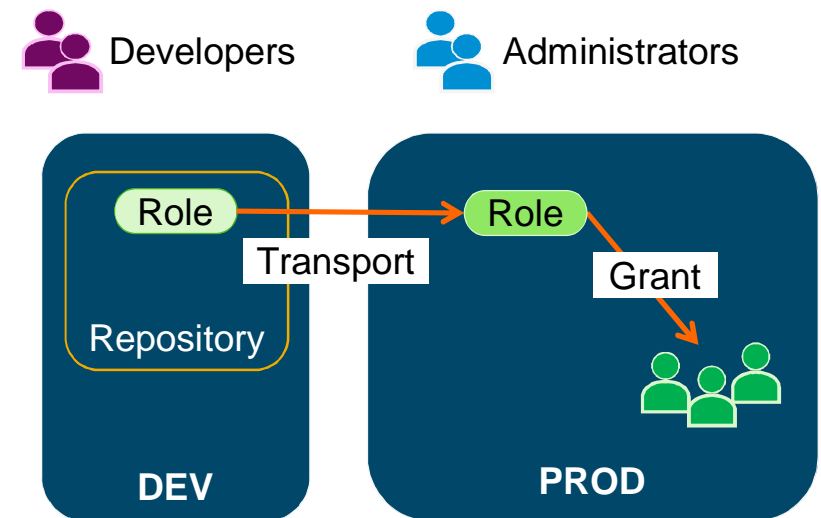 Developers
Administrators
Role
Role
Transport
Grant
Repository
DEV
PROD